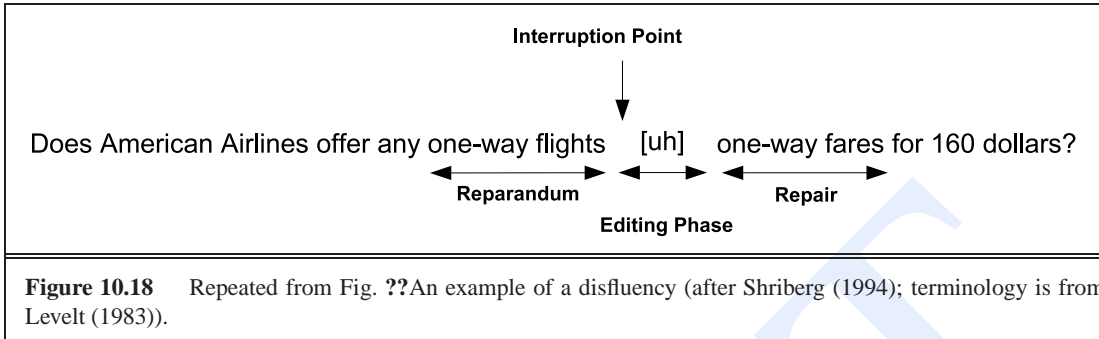 Interruption Point
Does American Airlines offer any one-way flights [uh] one-way fares for 160 dollars?
Reparandum Repair
Editing Phase
Figure 10.18 Repeated from Fig. ??An example of a disfluency (after Shriberg (1994); terminology is from
Levelt (1983)).